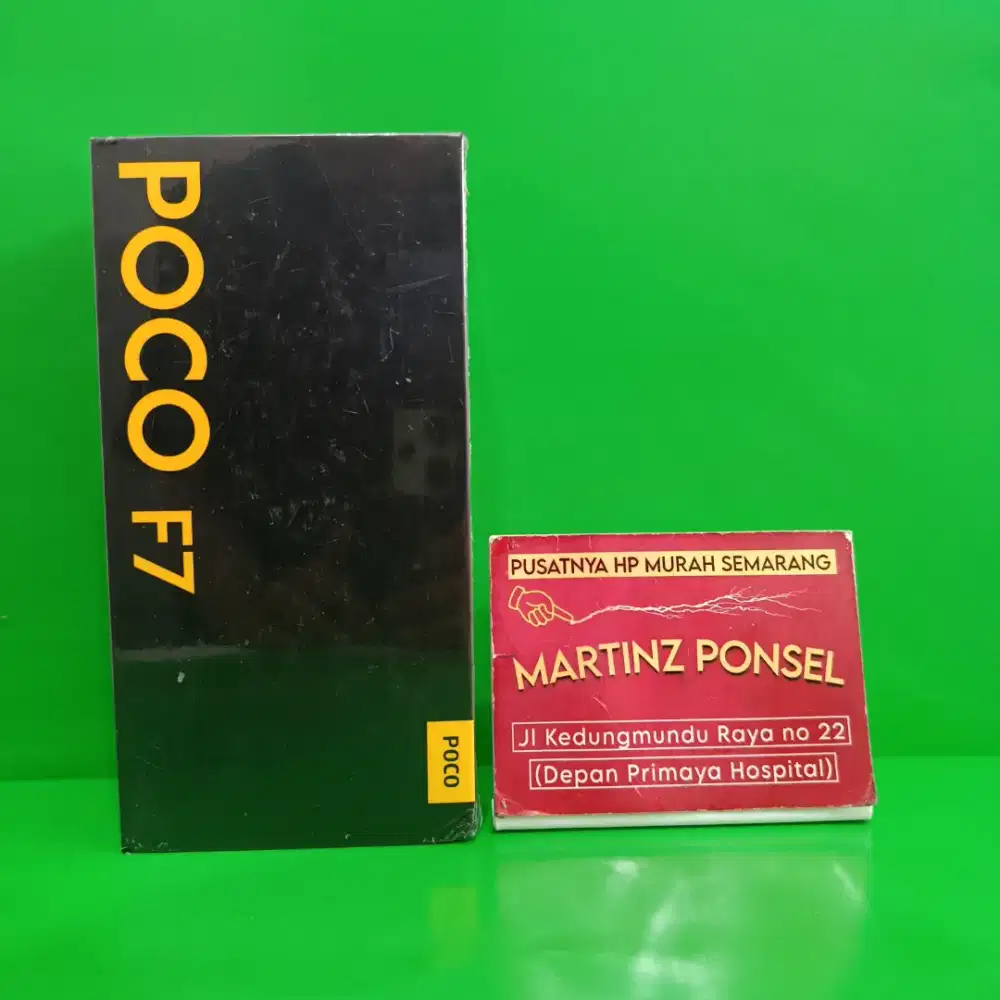 POCO F7
POCO
PUSATNYA HP MURAH SEMARANG
MARTINZ PONSEL
Jl Kedungmundu Raya no 22
(Depan Primaya Hospital)